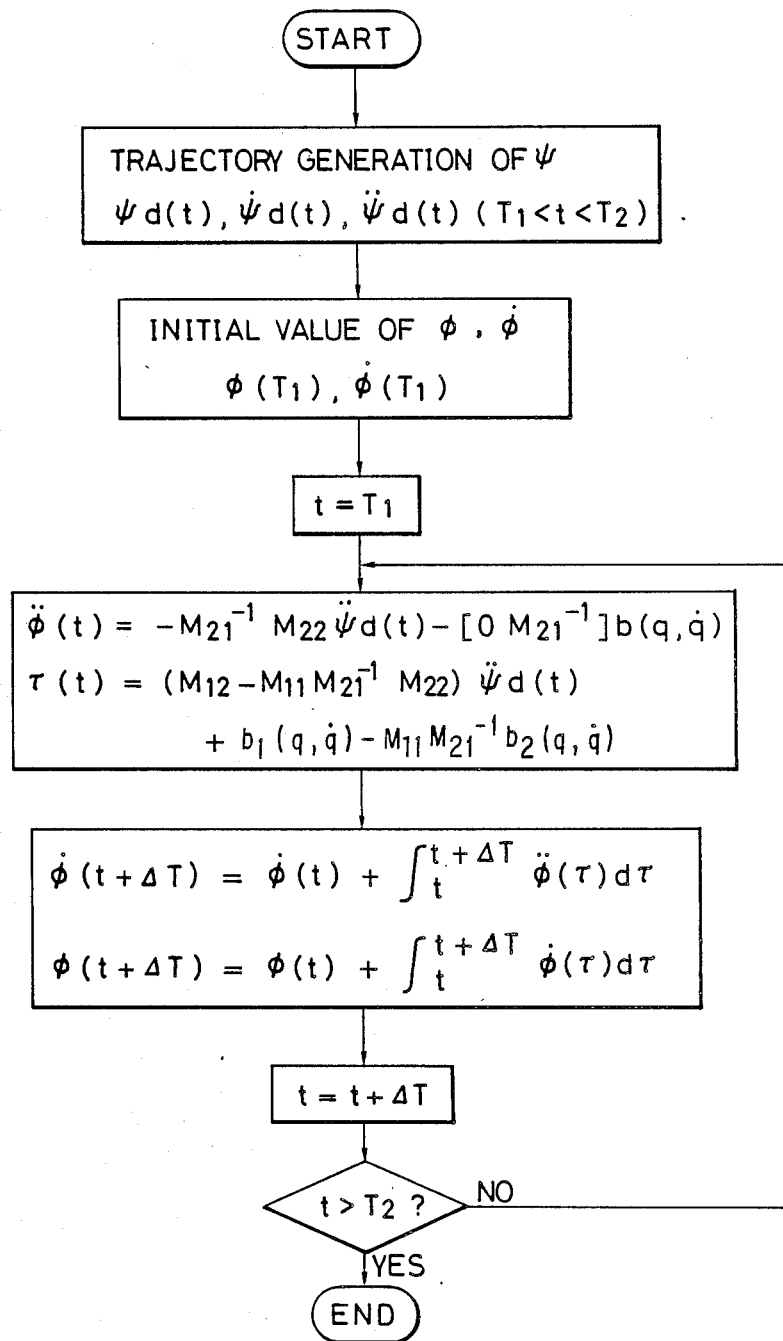 START
TRAJECTORY GENERATION OF ψ
ψd(t), ψ̇d(t), ψ̈d(t) (T₁<t<T₂)
INITIAL VALUE OF ϕ , ϕ̇
ϕ(T₁), ϕ̇(T₁)
t = T₁
ϕ̈(t) = -M₂₁⁻¹ M₂₂ ψ̈d(t) - [0 M₂₁⁻¹] b(q, q̇)
τ(t) = (M₁₂ - M₁₁ M₂₁⁻¹ M₂₂) ψ̈d(t)
+ b₁(q, q̇) - M₁₁ M₂₁⁻¹ b₂(q, q̇)
ϕ̇(t+ΔT) = ϕ̇(t) + ∫ₜ^{t+ΔT} ϕ̈(τ)dτ
ϕ(t+ΔT) = ϕ(t) + ∫ₜ^{t+ΔT} ϕ̇(τ)dτ
t = t + ΔT
t > T₂ ?
NO
YES
END